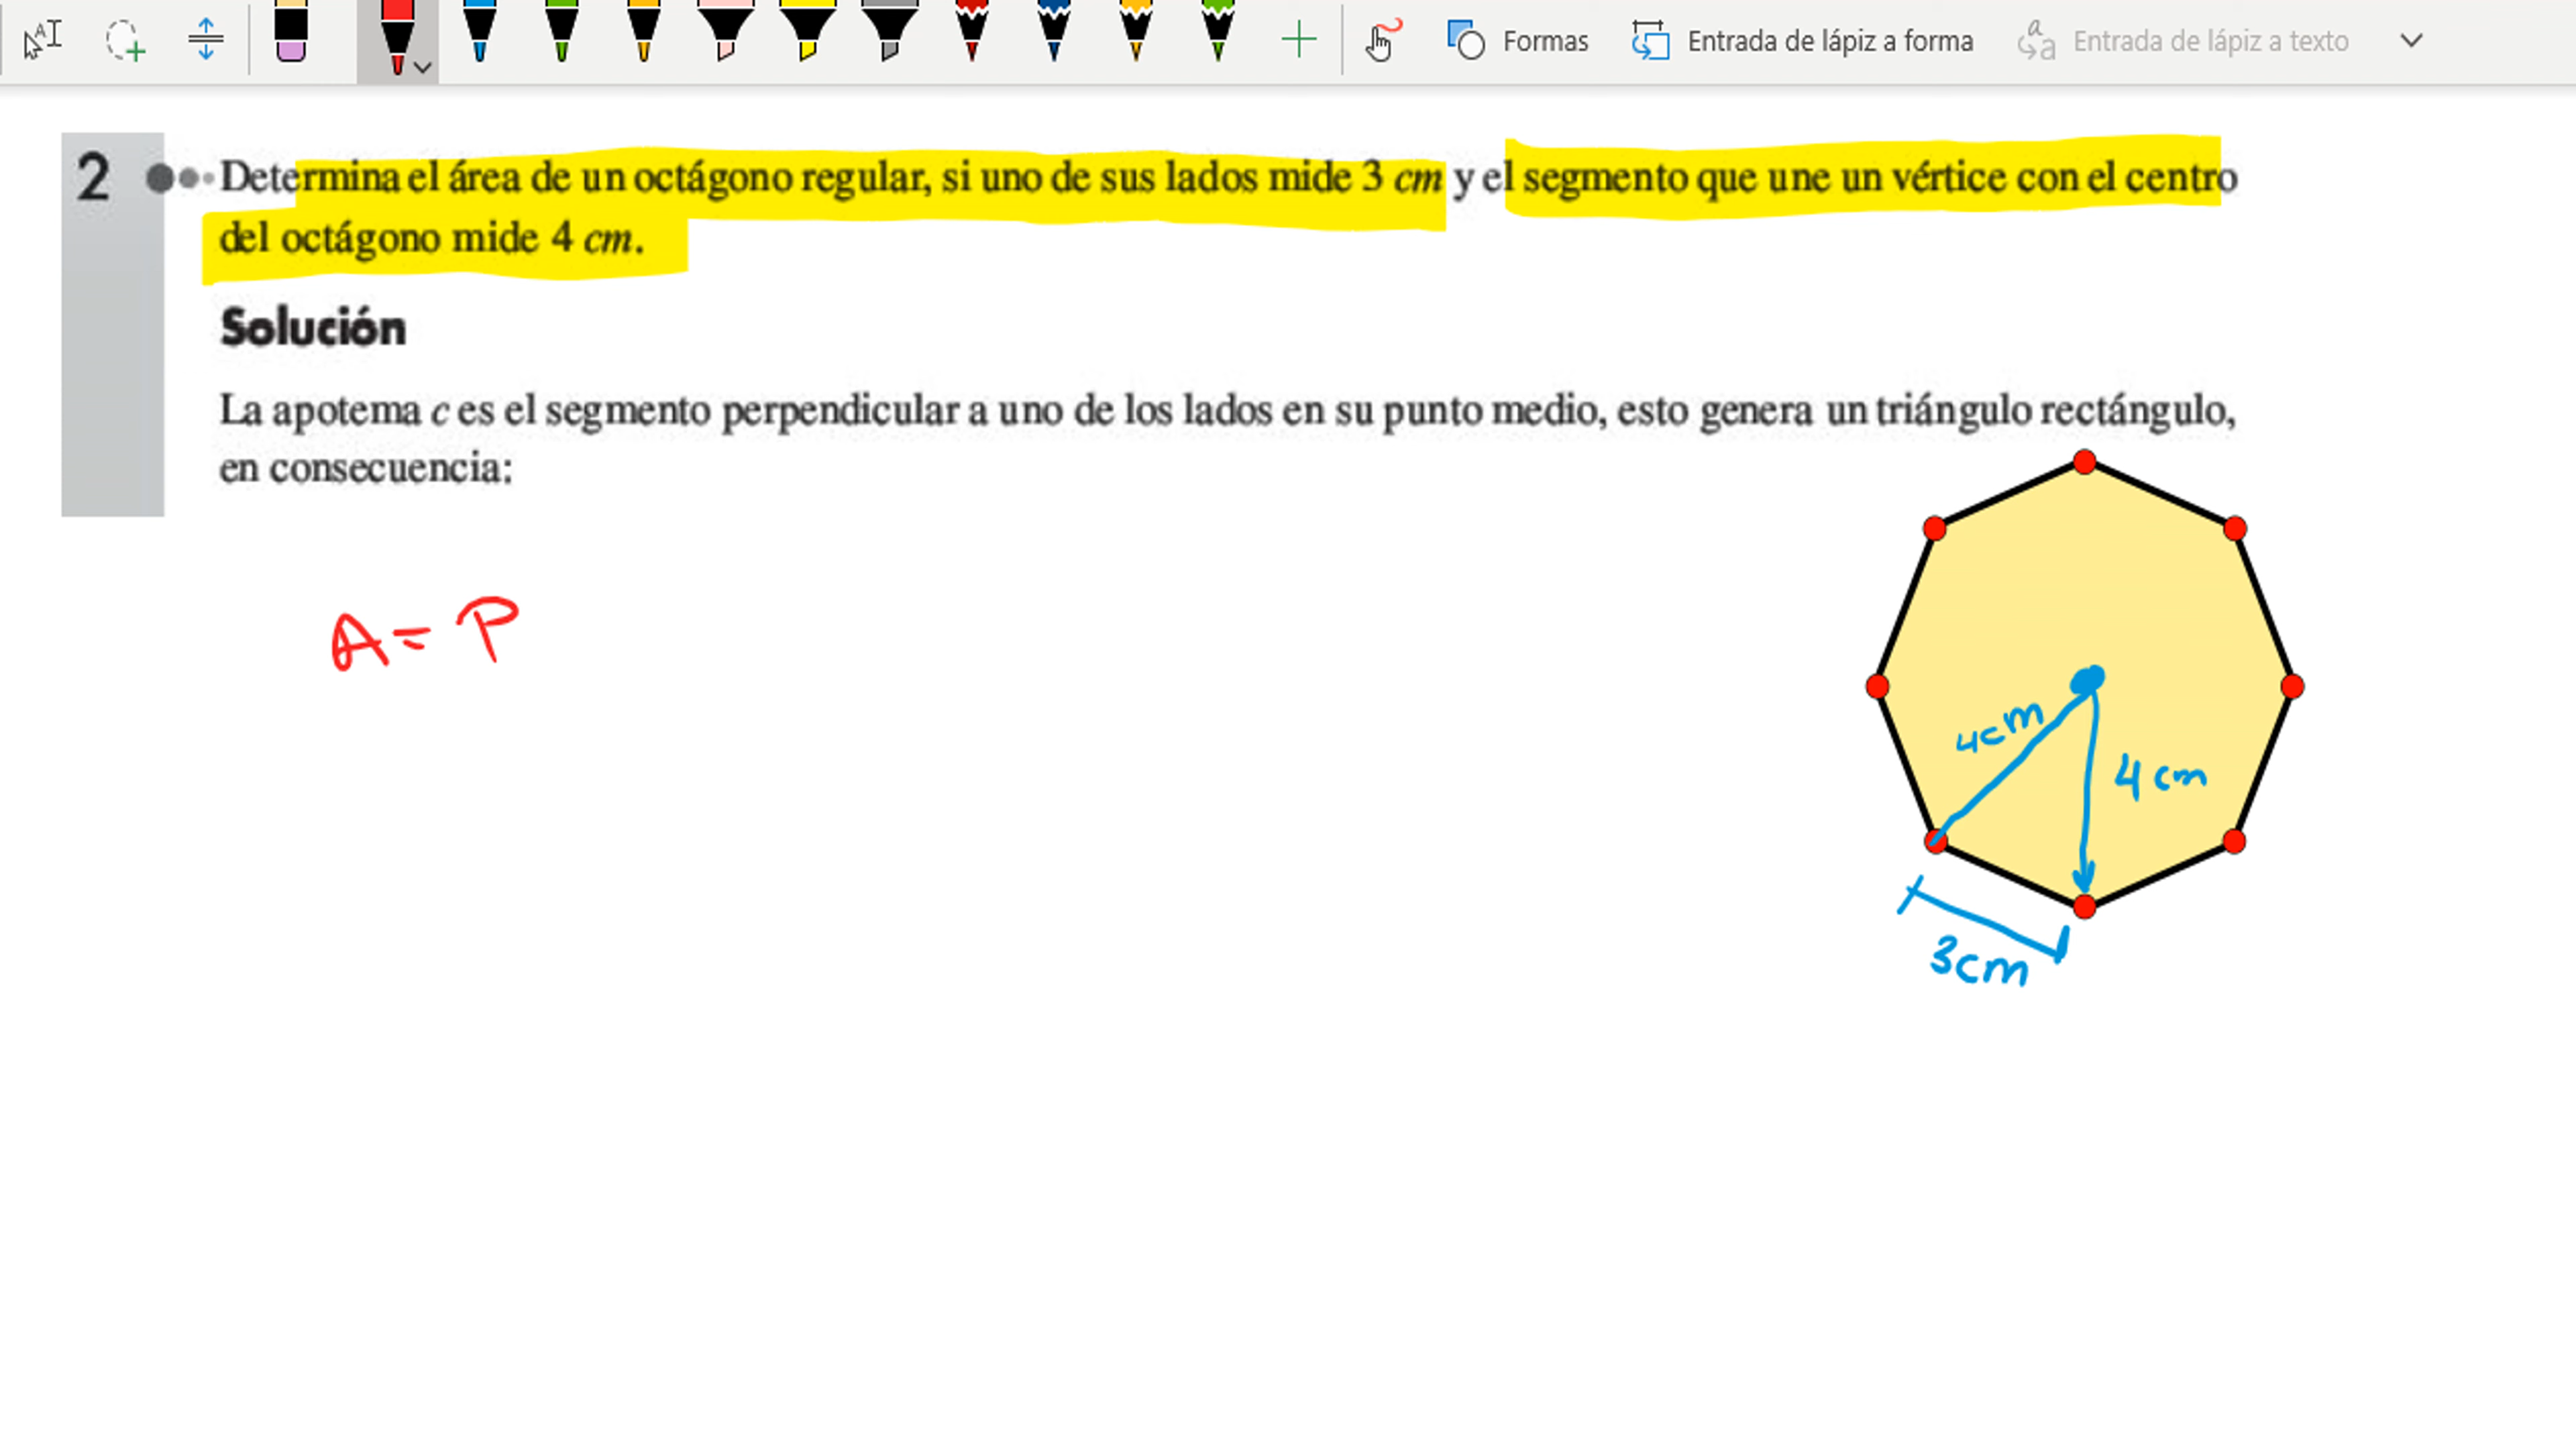 Formas
Entrada de lápiz a forma
Entrada de lápiz a texto
2
Determina el área de un octágono regular, si uno de sus lados mide 3 cm y el segmento que une un vértice con el centro
del octágono mide 4 cm.
Solución
La apotema c es el segmento perpendicular a uno de los lados en su punto medio, esto genera un triángulo rectángulo,
en consecuencia:
A = P
4cm
4 cm
3cm